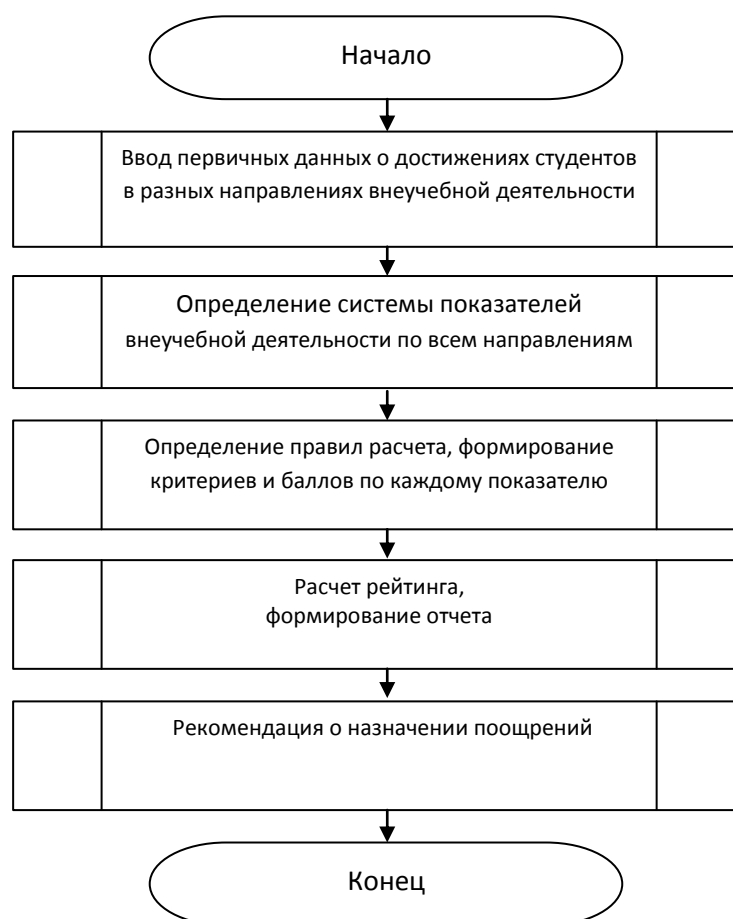 Начало
Ввод первичных данных о достижениях студентов
в разных направлениях внеучебной деятельности
Определение системы показателей
внеучебной деятельности по всем направлениям
Определение правил расчета, формирование
критериев и баллов по каждому показателю
Расчет рейтинга,
формирование отчета
Рекомендация о назначении поощрений
Конец